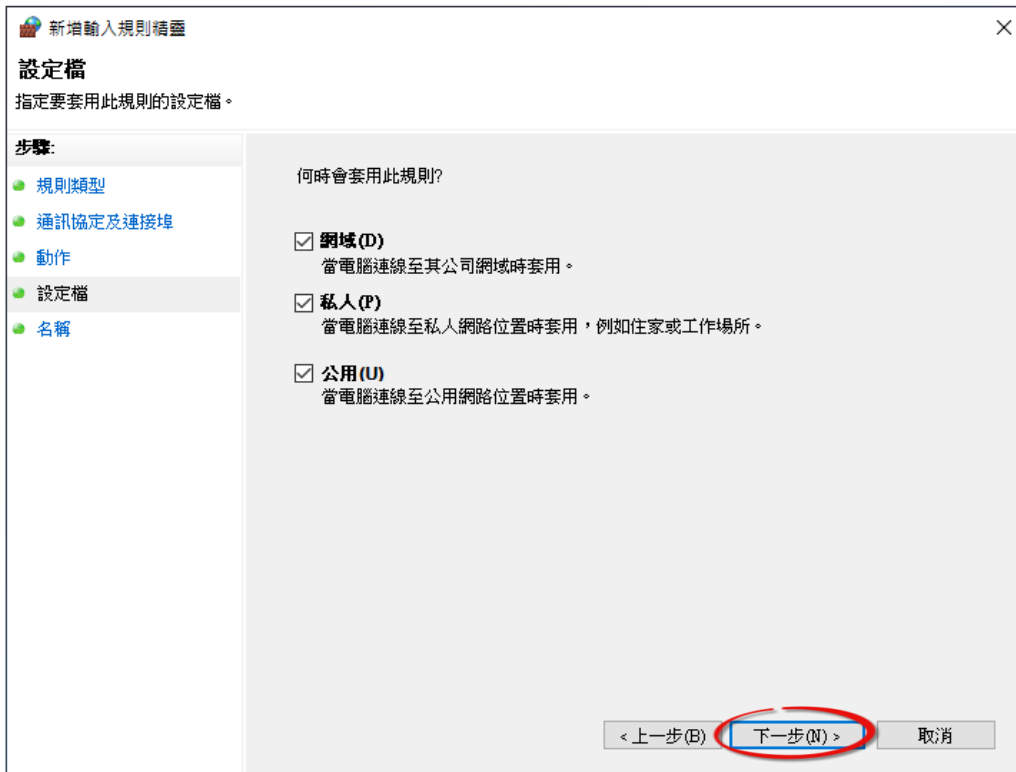 新增輸入規則精靈
設定檔
指定要套用此規則的設定檔。
步驟:
規則類型
通訊協定及連接埠
動作
設定檔
名稱
何時會套用此規則?
網域(D)
當電腦連線至其公司網域時套用。
私人(P)
當電腦連線至私人網路位置時套用，例如住家或工作場所。
公用(U)
當電腦連線至公用網路位置時套用。
<上一步(B) 下一步(N)> 取消